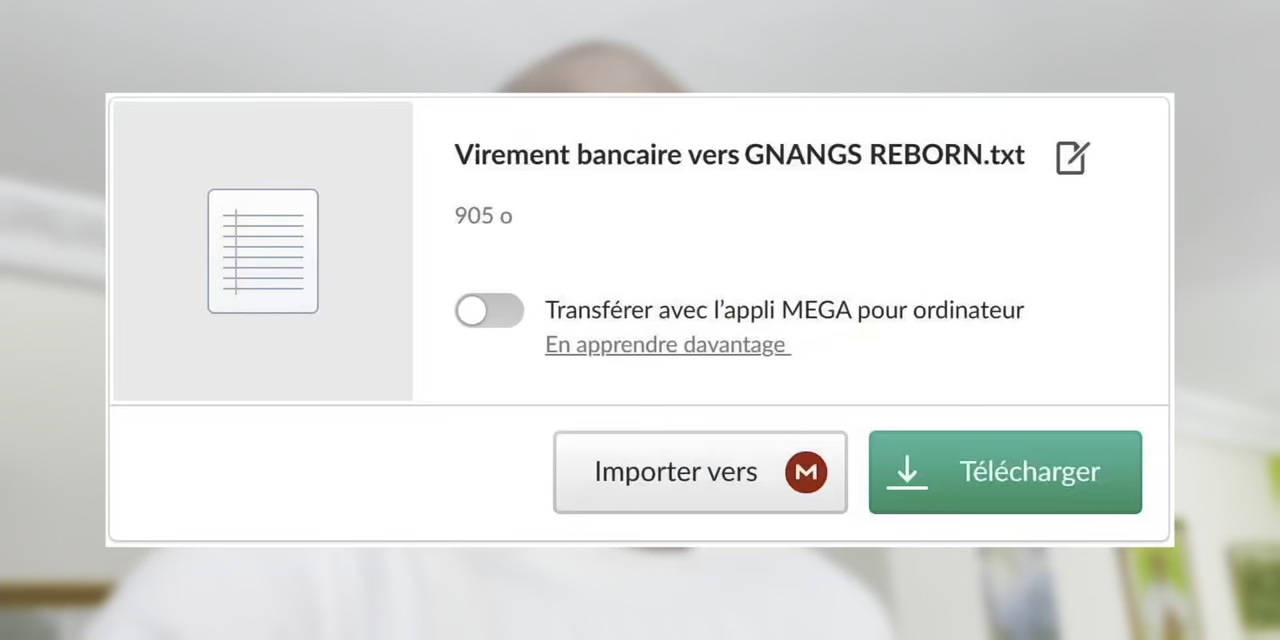 Virement bancaire vers GNANGS REBORN.txt
905 o
Transférer avec l’appli MEGA pour ordinateur
En apprendre davantage
Importer vers M
Télécharger